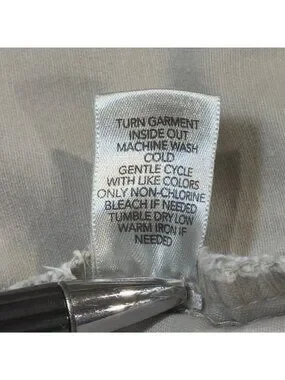 TURN GARMENT
INSIDE OUT
MACHINE WASH
COLD
GENTLE CYCLE
WITH LIKE COLORS
ONLY NON-CHLORINE
BLEACH IF NEEDED
TUMBLE DRY LOW
WARM IRON IF
NEEDED